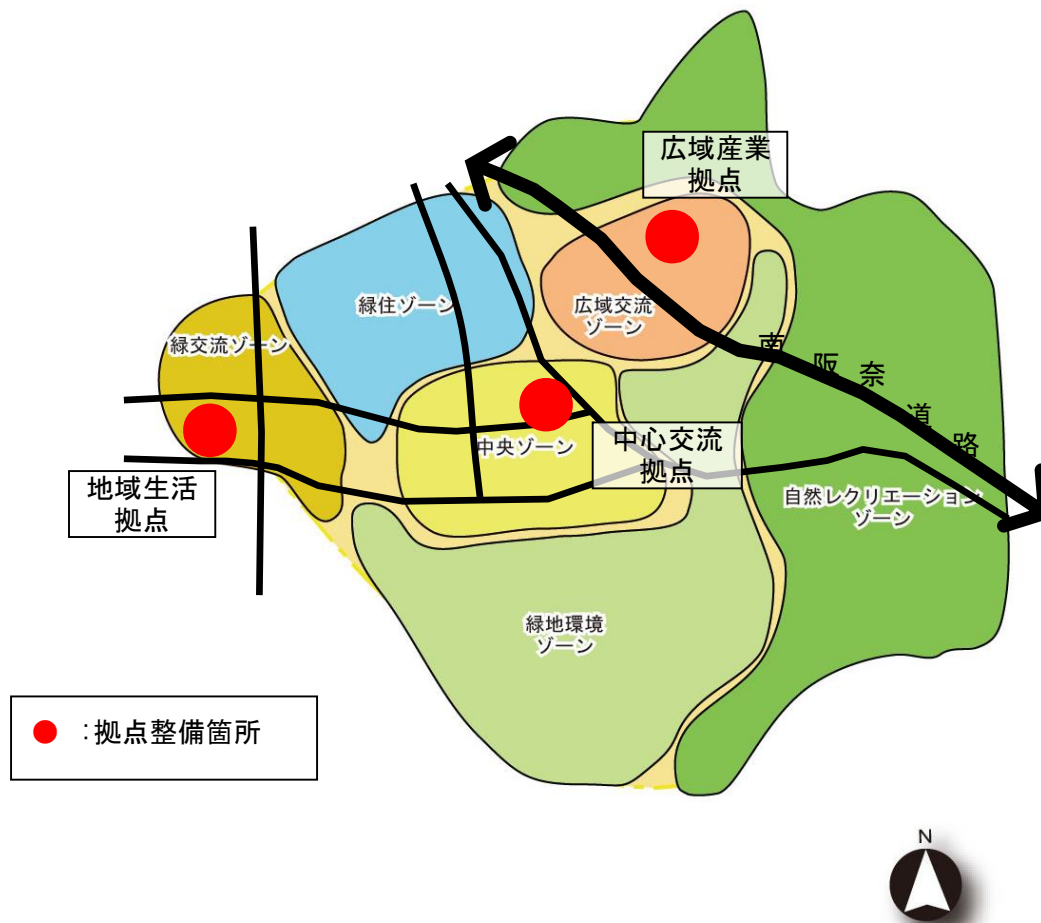 広域産業
拠点
緑住ゾーン
広域交流
ゾーン
緑交流ゾーン
南阪奈道路
中央ゾーン
中心交流
拠点
地域生活
拠点
自然レクリエーション
ゾーン
緑地環境
ゾーン
:拠点整備箇所
N